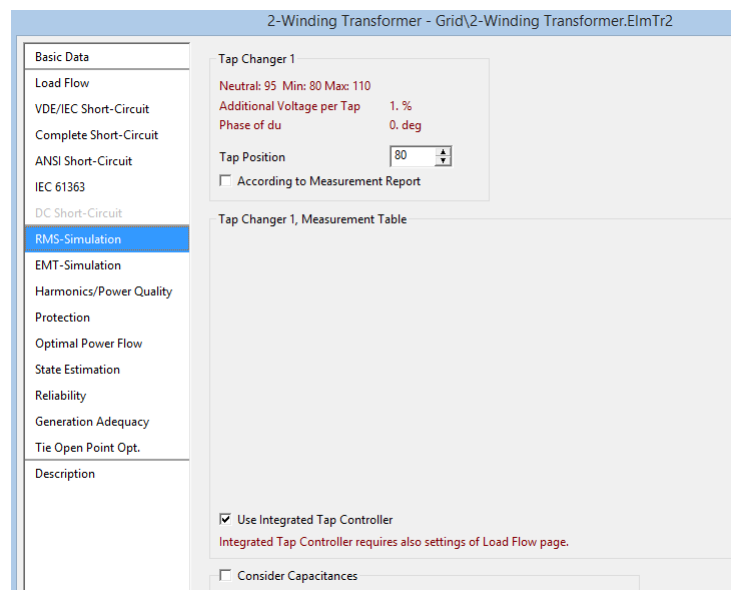 2-Winding Transformer - Grid\2-Winding Transformer.ElmTr2
Basic Data
Load Flow
VDE/IEC Short-Circuit
Complete Short-Circuit
ANSI Short-Circuit
IEC 61363
DC Short-Circuit
RMS-Simulation
EMT-Simulation
Harmonics/Power Quality
Protection
Optimal Power Flow
State Estimation
Reliability
Generation Adequacy
Tie Open Point Opt.
Description
Tap Changer 1
Neutral: 95 Min: 80 Max: 110
Additional Voltage per Tap 1. %
Phase of du 0. deg
Tap Position 80
According to Measurement Report
Tap Changer 1, Measurement Table
Use Integrated Tap Controller
Integrated Tap Controller requires also settings of Load Flow page.
Consider Capacitances